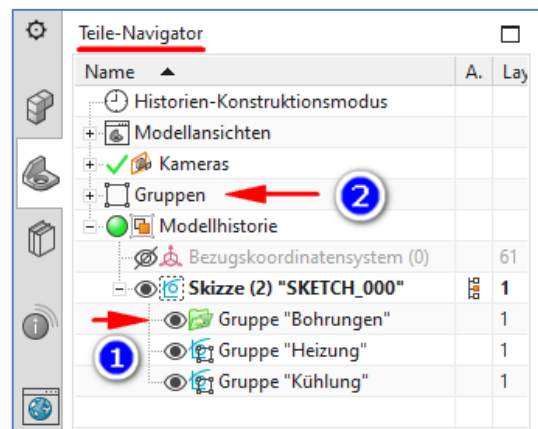 Teile-Navigator
Name A. Lay
Historien-Konstruktionsmodus
Modellansichten
Kameras
Gruppen 2
Modellhistorie
Bezugskoordinatensystem (0) 61
Skizze (2) "SKETCH_000" 1
Gruppe "Bohrungen" 1
1 Gruppe "Heizung" 1
Gruppe "Kühlung" 1